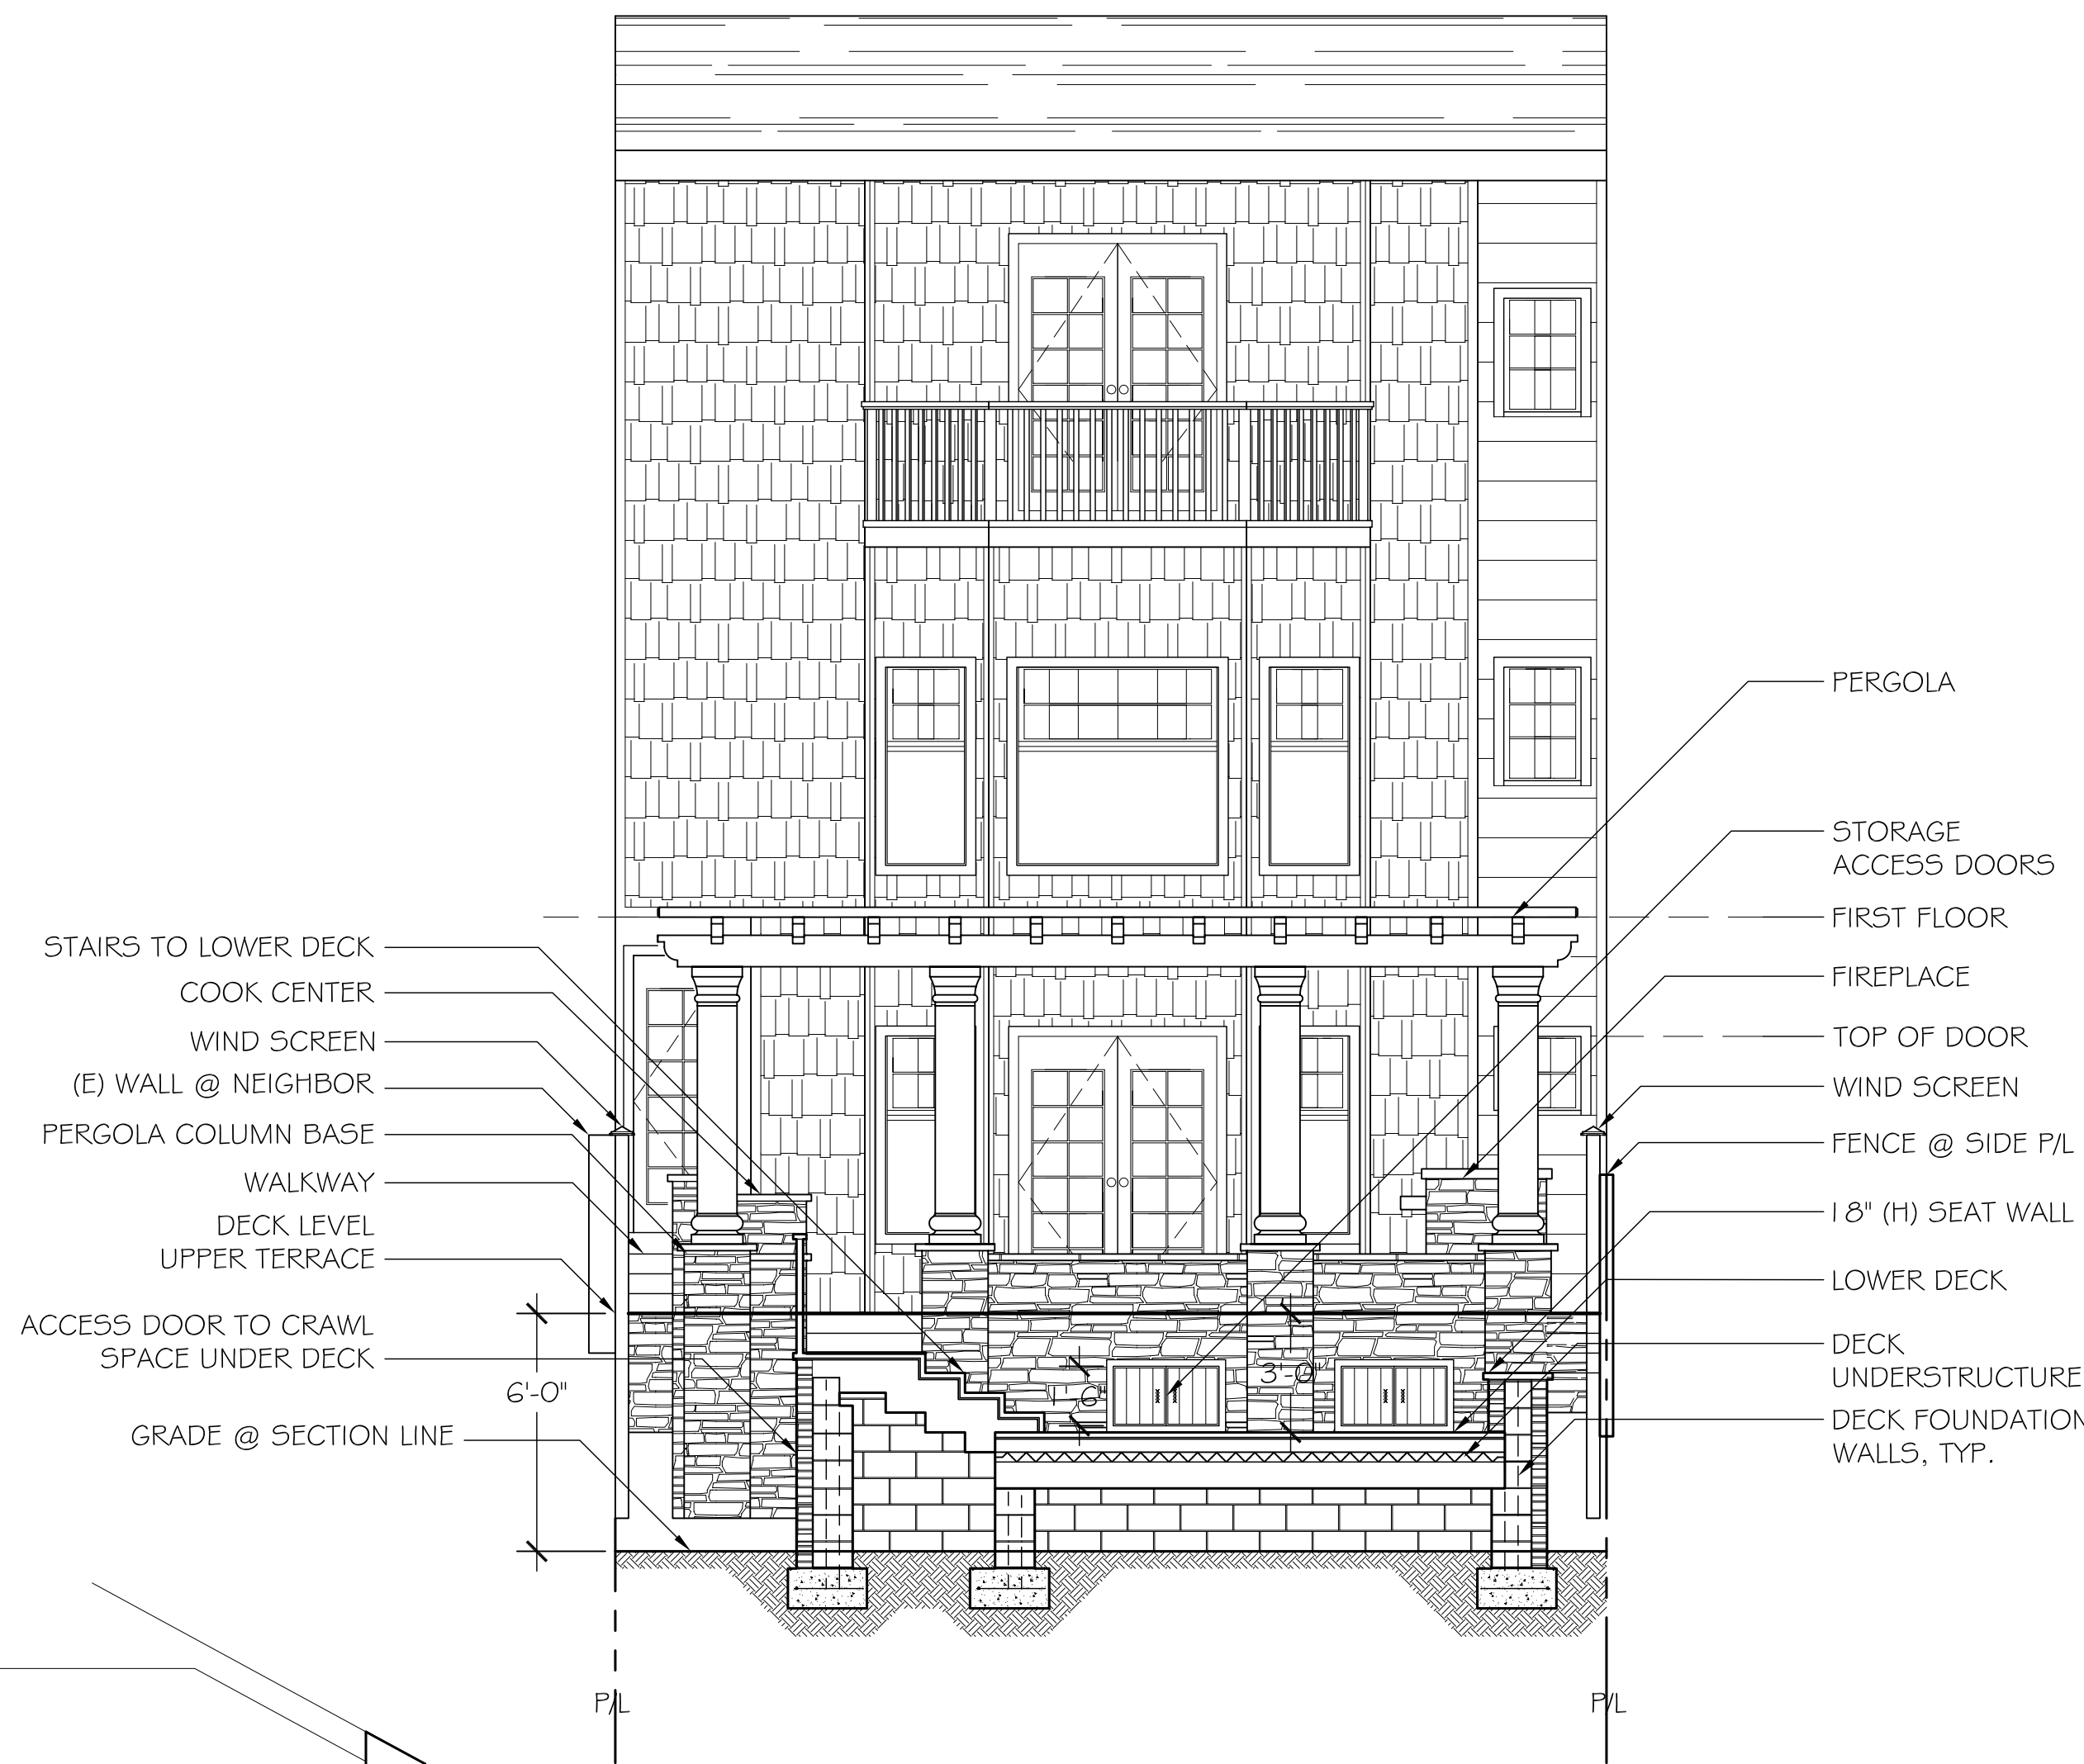 STAIRS TO LOWER DECK
COOK CENTER
WIND SCREEN
(E) WALL @ NEIGHBOR
PERGOLA COLUMN BASE
WALKWAY
DECK LEVEL
UPPER TERRACE
ACCESS DOOR TO CRAWL
SPACE UNDER DECK
6'-0"
GRADE @ SECTION LINE
1'-6"
3'-0"
PERGOLA
STORAGE
ACCESS DOORS
FIRST FLOOR
FIREPLACE
TOP OF DOOR
WIND SCREEN
FENCE @ SIDE P/L
18" (H) SEAT WALL
LOWER DECK
DECK
UNDERSTRUCTURE
DECK FOUNDATION
WALLS, TYP.
P/L
P/L